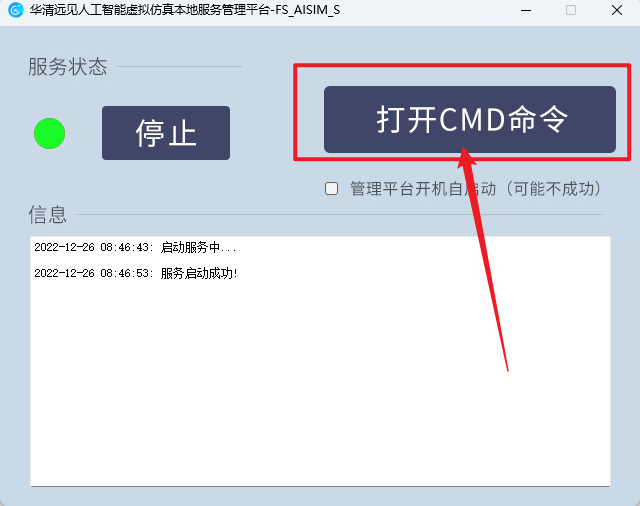 华清远见人工智能虚拟仿真本地服务管理平台-FS_AISIM_S
服务状态
停止
打开CMD命令
管理平台开机自启动（可能不成功）
信息
2022-12-26 08:46:43: 启动服务中...
2022-12-26 08:46:53: 服务启动成功!